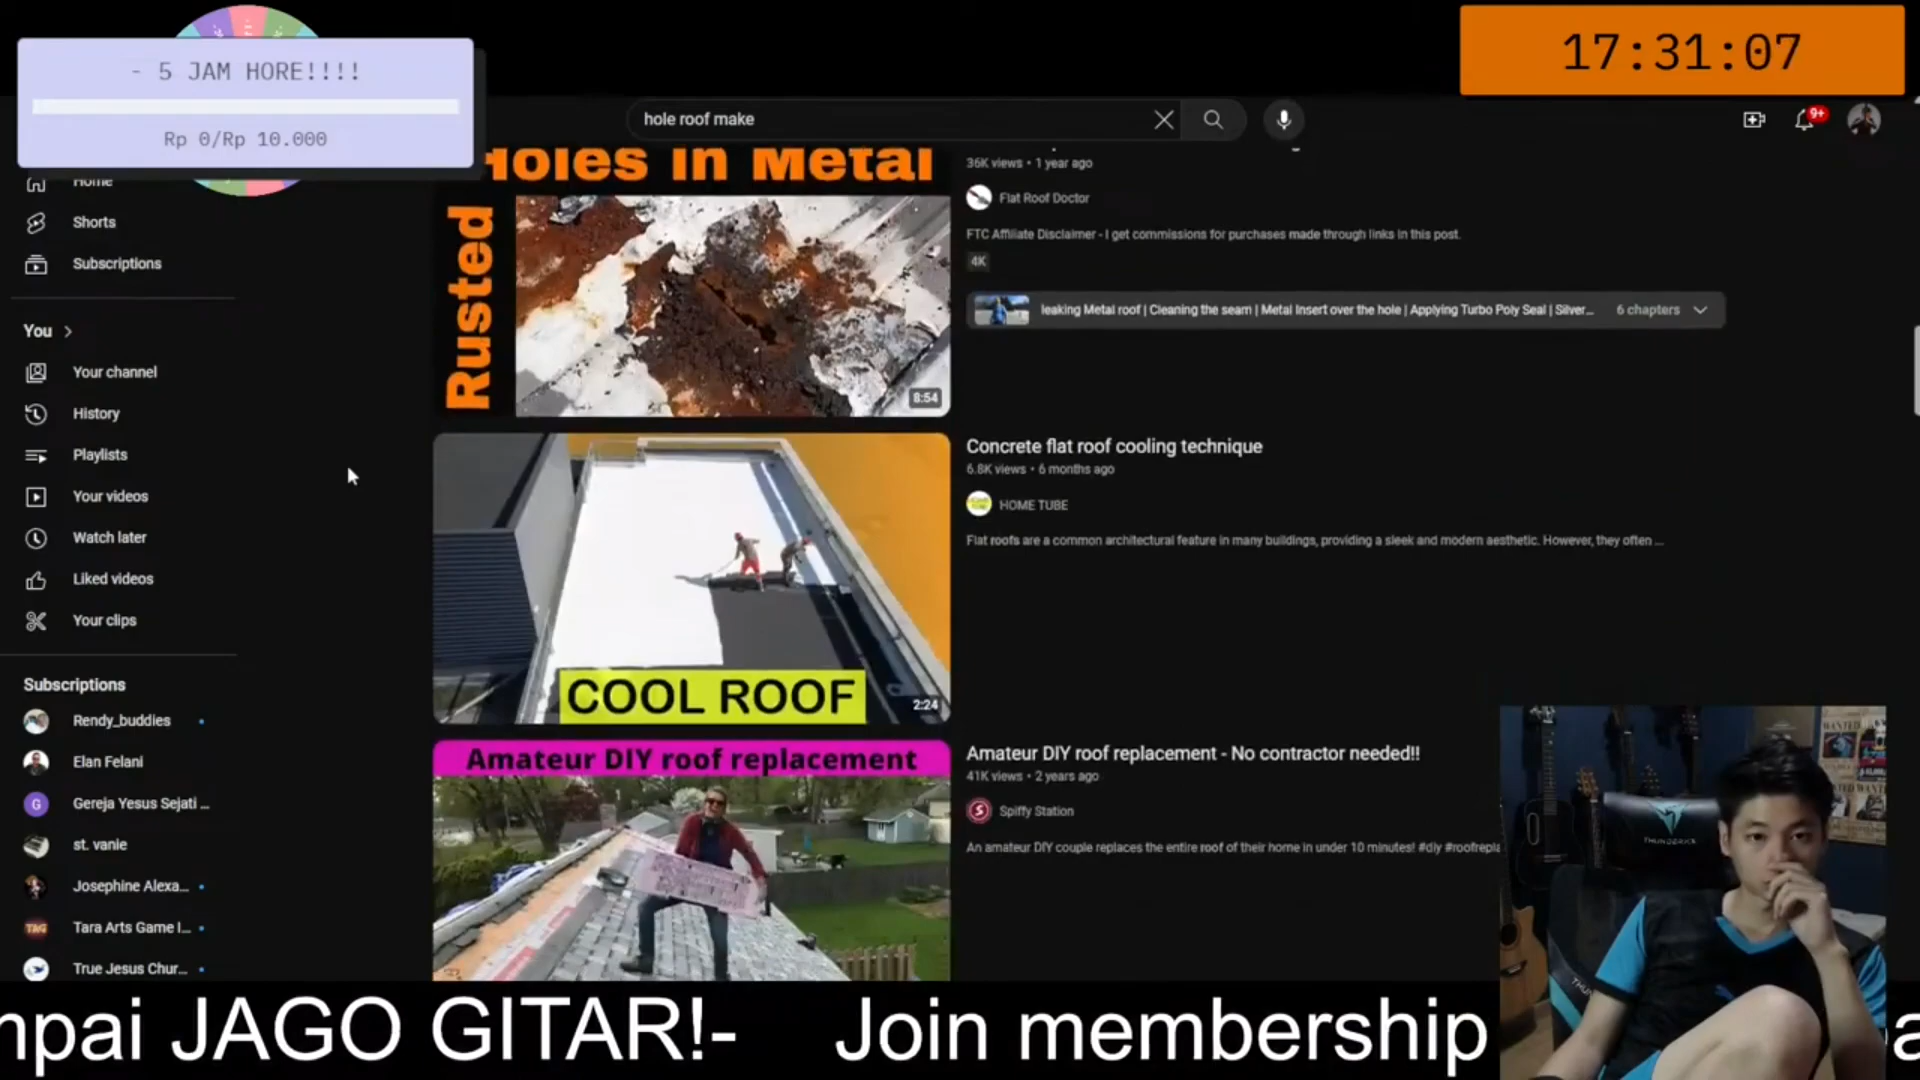 - 5 JAM HORE!!!!
Rp 0/Rp 10.000
17:31:07
hole roof make
9+
Home
Shorts
Subscriptions
You
Your channel
History
Playlists
Your videos
Watch later
Liked videos
Your clips
Subscriptions
Rendy_buddies
Elan Felani
G
Gereja Yesus Sejati ...
st. vanie
Josephine Alexa...
TAG
Tara Arts Game I...
True Jesus Chur...
Holes in Metal
Rusted
8:54
36K views • 1 year ago
Flat Roof Doctor
FTC Affiliate Disclaimer - I get commissions for purchases made through links in this post.
4K
leaking Metal roof | Cleaning the seam | Metal Insert over the hole | Applying Turbo Poly Seal | Silver...
6 chapters
COOL ROOF
2:24
Concrete flat roof cooling technique
6.8K views • 6 months ago
HOME TUBE
Flat roofs are a common architectural feature in many buildings, providing a sleek and modern aesthetic. However, they often ...
Amateur DIY roof replacement
Amateur DIY roof replacement - No contractor needed!!
41K views • 2 years ago
S
Spiffy Station
An amateur DIY couple replaces the entire roof of their home in under 10 minutes! #diy #roofrepla
THUNDERX3
WANTED
mpai JAGO GITAR!- Join membership